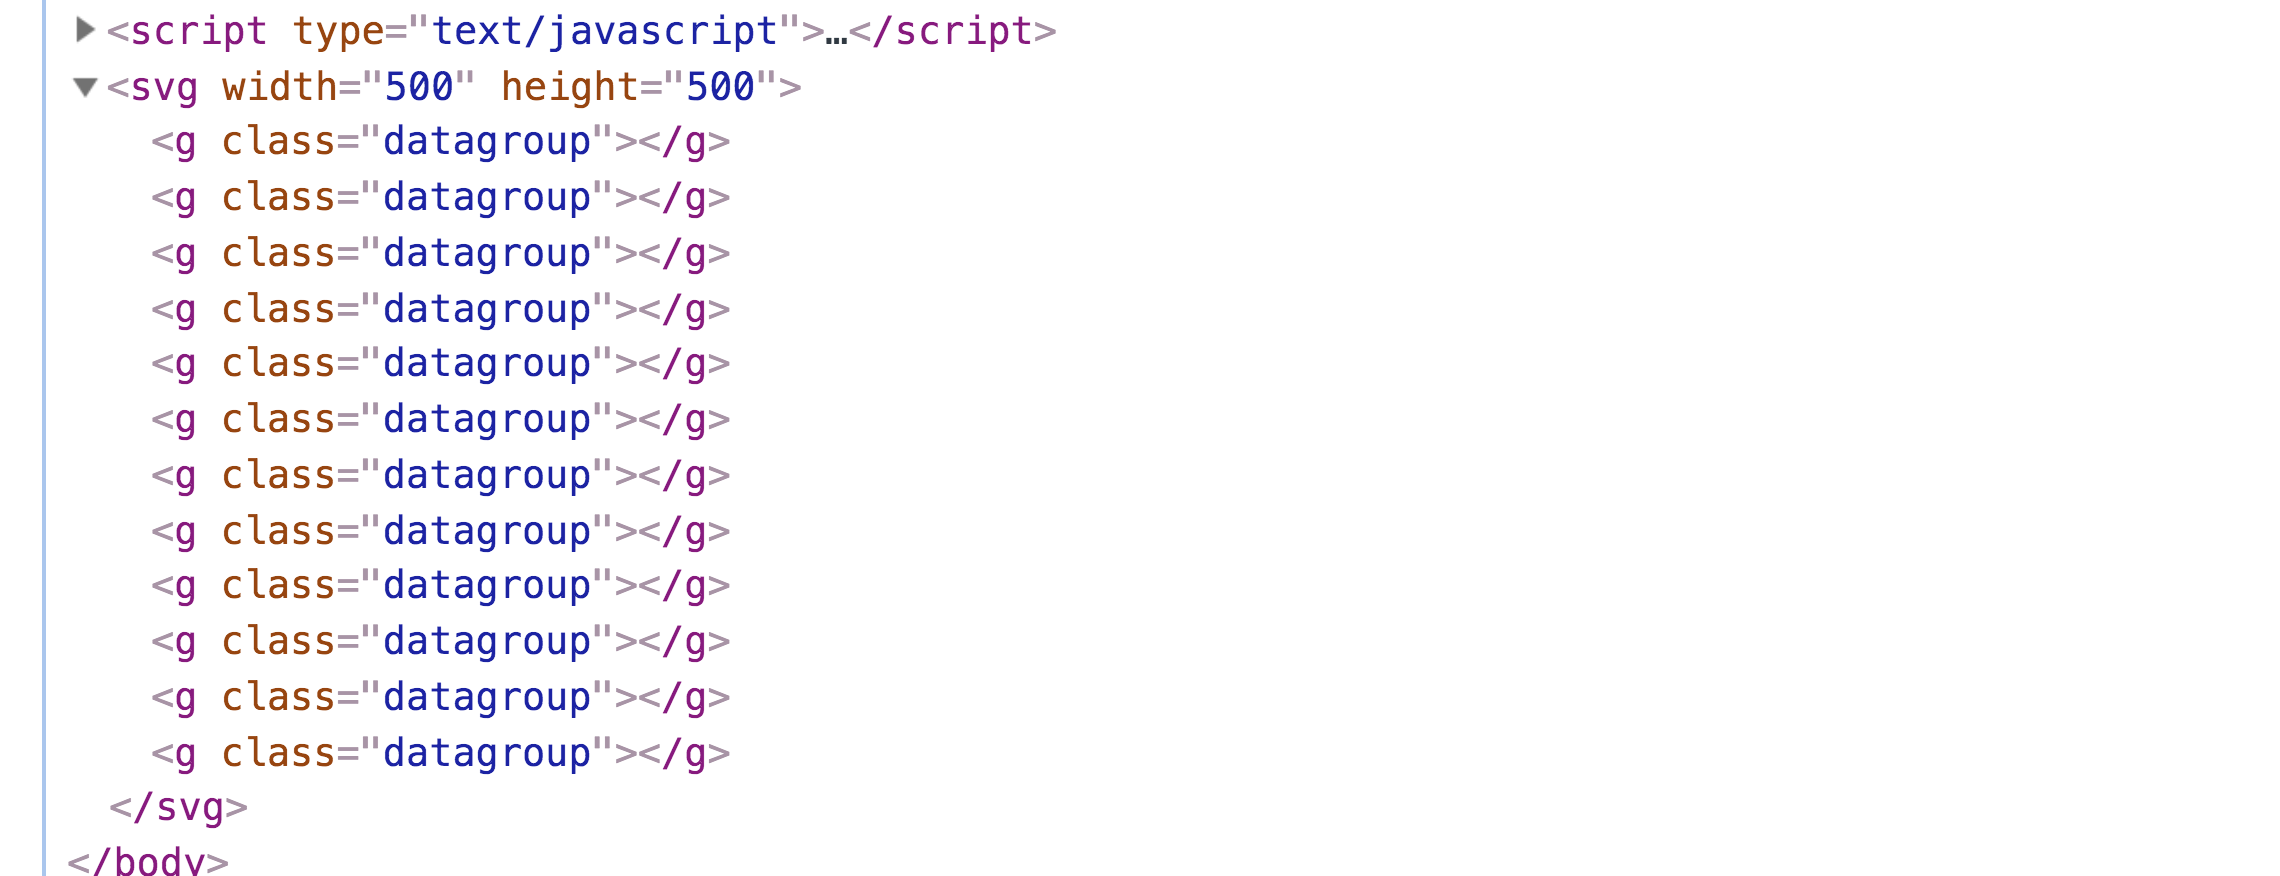 <script type="text/javascript">…</script>
<svg width="500" height="500">
<g class="datagroup"></g>
<g class="datagroup"></g>
<g class="datagroup"></g>
<g class="datagroup"></g>
<g class="datagroup"></g>
<g class="datagroup"></g>
<g class="datagroup"></g>
<g class="datagroup"></g>
<g class="datagroup"></g>
<g class="datagroup"></g>
<g class="datagroup"></g>
<g class="datagroup"></g>
</svg>
</body>